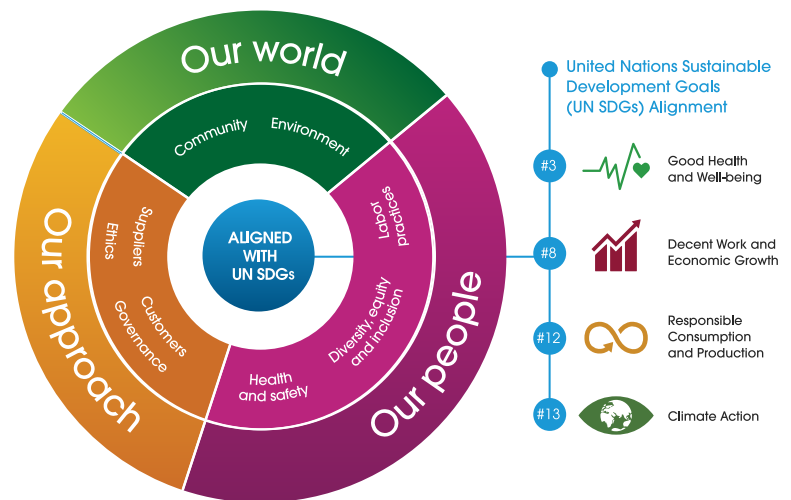 Our world
Community
Environment
Our approach
Suppliers
Ethics
Customers
Governance
Our people
Labor
practices
Diversity, equity
and inclusion
Health
and safety
ALIGNED
WITH
UN SDGs
United Nations Sustainable
Development Goals
(UN SDGs) Alignment
#3
Good Health
and Well-being
#8
Decent Work and
Economic Growth
#12
Responsible
Consumption
and Production
#13
Climate Action